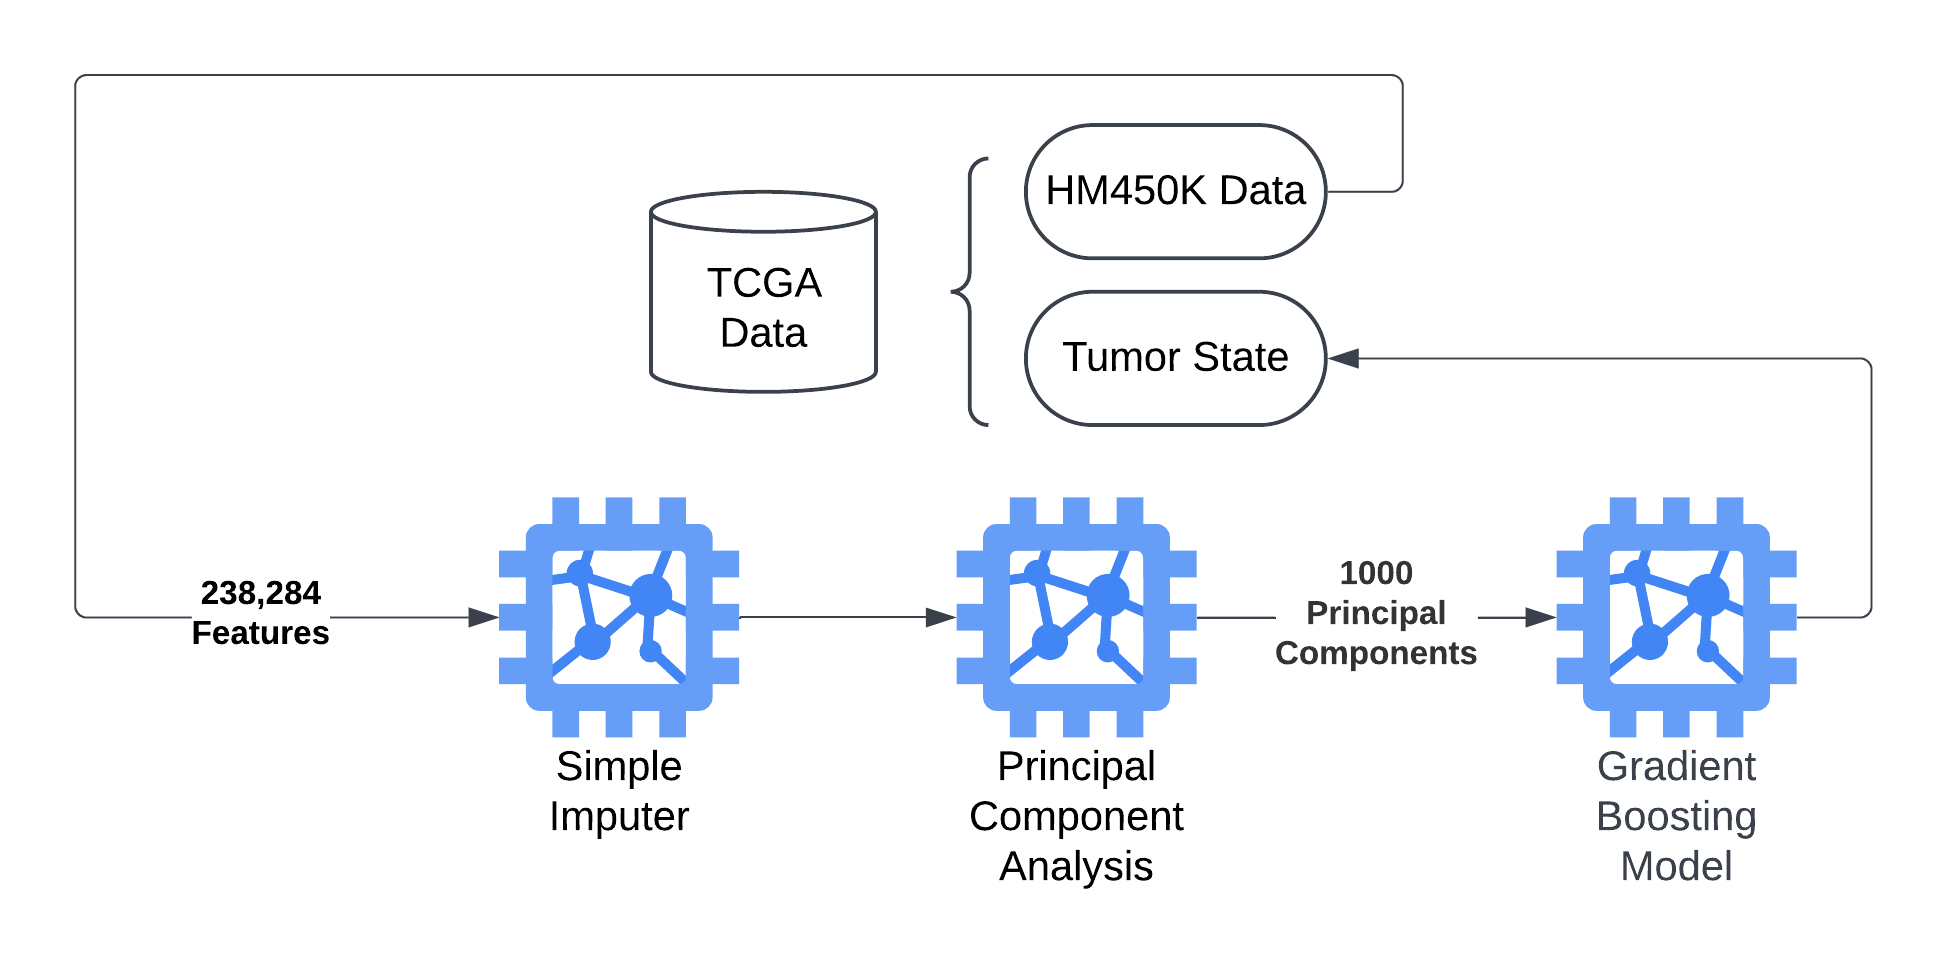 HM450K Data
TCGA
Data
Tumor State
238,284
Features
1000
Principal
Components
Simple
Imputer
Principal
Component
Analysis
Gradient
Boosting
Model